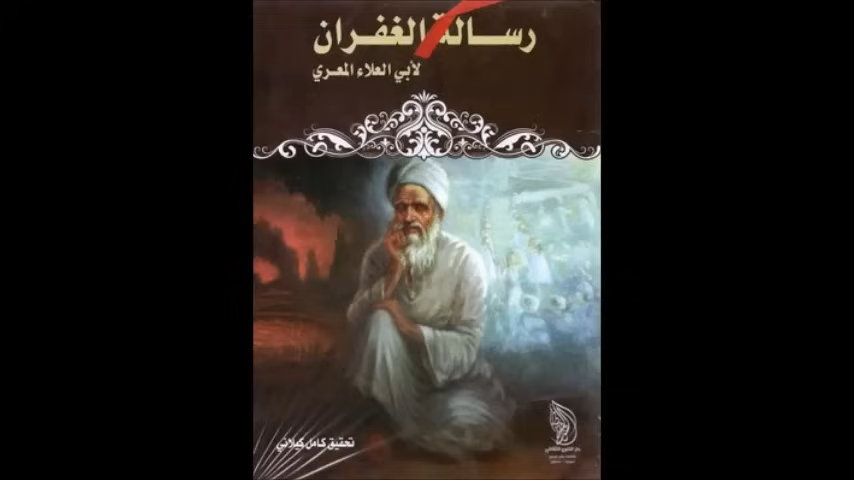 رسالة الغفران
لأبي العلاء المعري
تحقيق كامل كيلاني